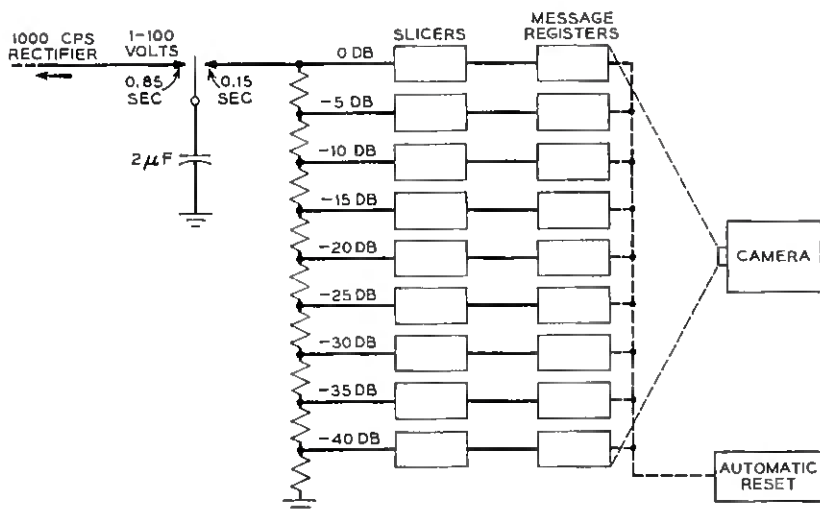 1000 CPS
RECTIFIER
1-100
VOLTS
0.85
SEC
0.15
SEC
2μF
0 DB
-5 DB
-10 DB
-15 DB
-20 DB
-25 DB
-30 DB
-35 DB
-40 DB
SLICERS
MESSAGE
REGISTERS
CAMERA
AUTOMATIC
RESET